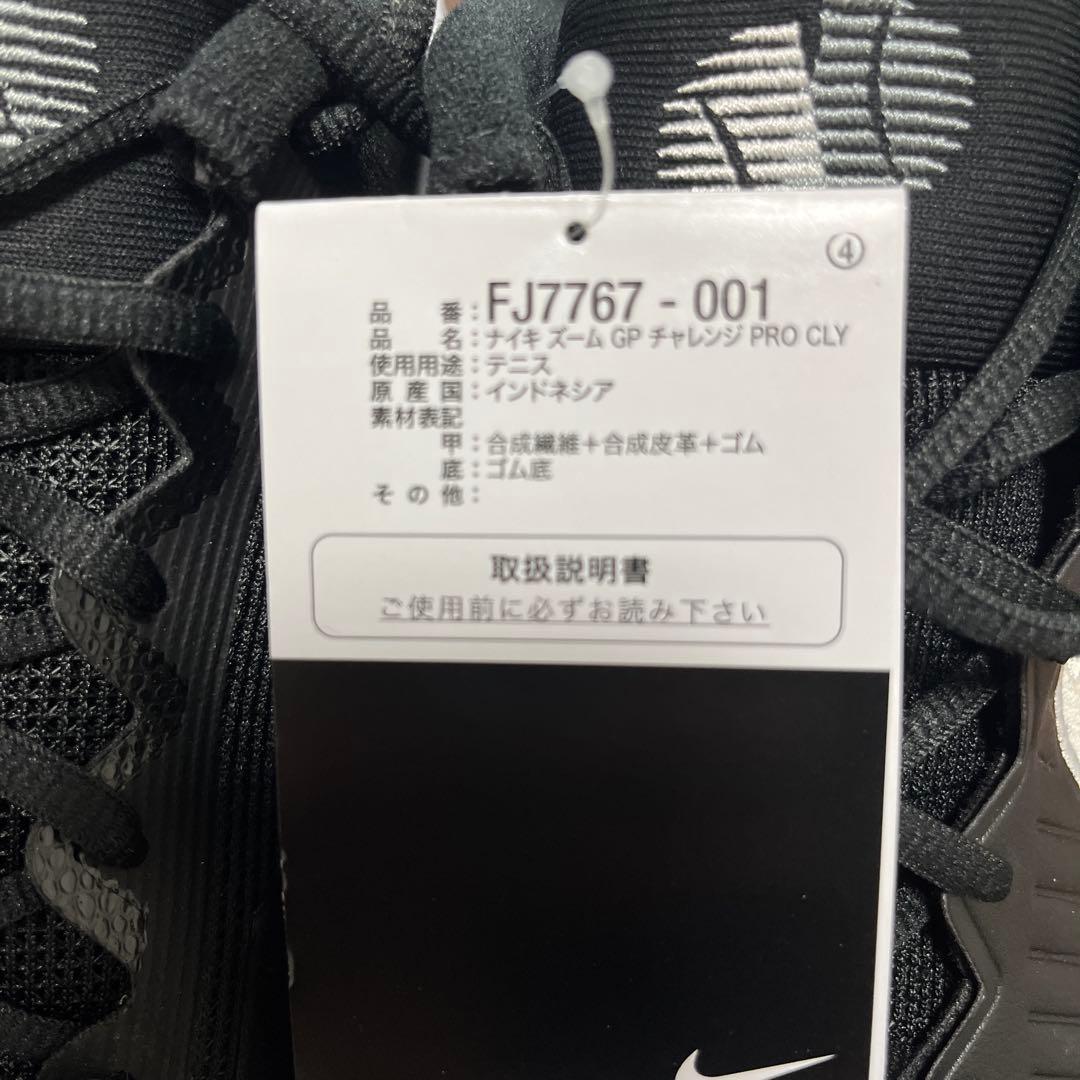 ④
品 番：FJ7767 - 001
品 名：ナイキ ズーム GP チャレンジ PRO CLY
使用用途：テニス
原 産 国：インドネシア
素材表記
甲：合成繊維＋合成皮革＋ゴム
底：ゴム底
そ の 他：
取扱説明書
ご使用前に必ずお読み下さい